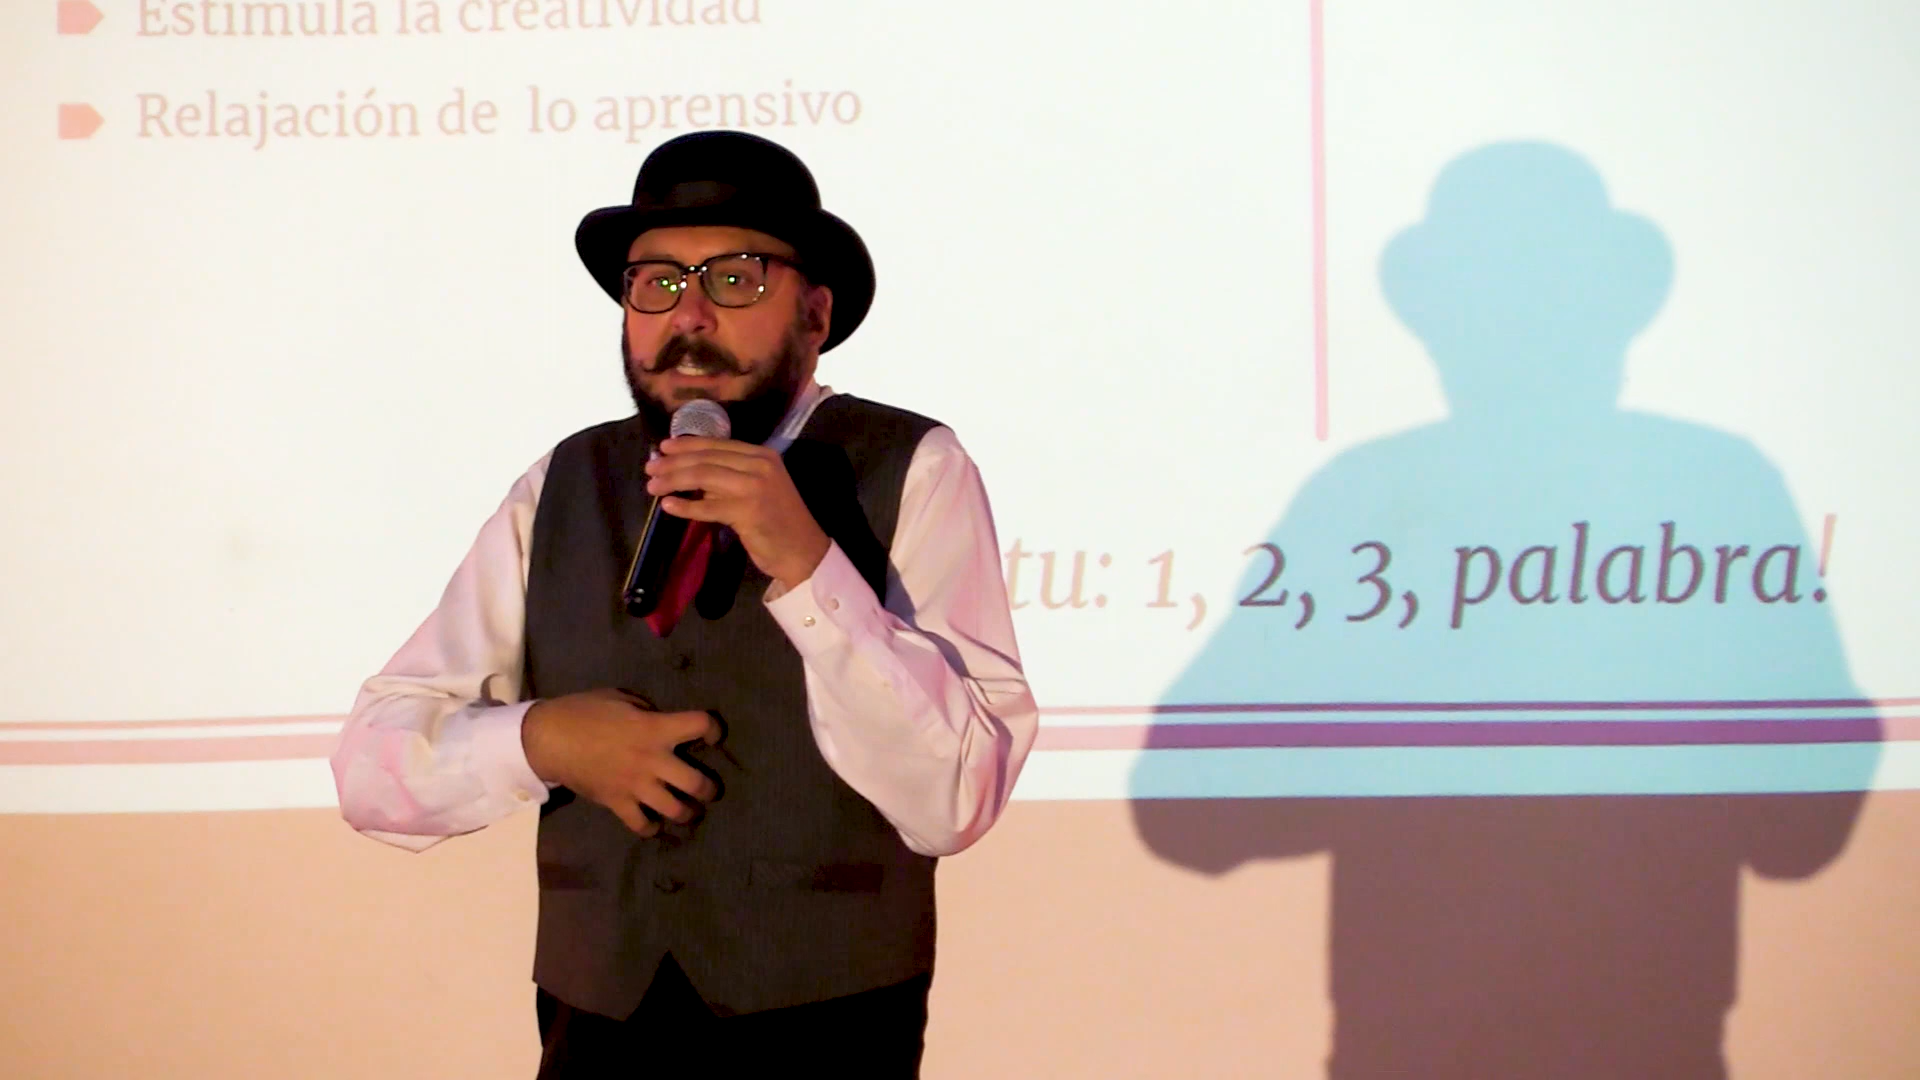 Estimula la creatividad
Relajación de lo aprensivo
tu: 1, 2, 3, palabra!